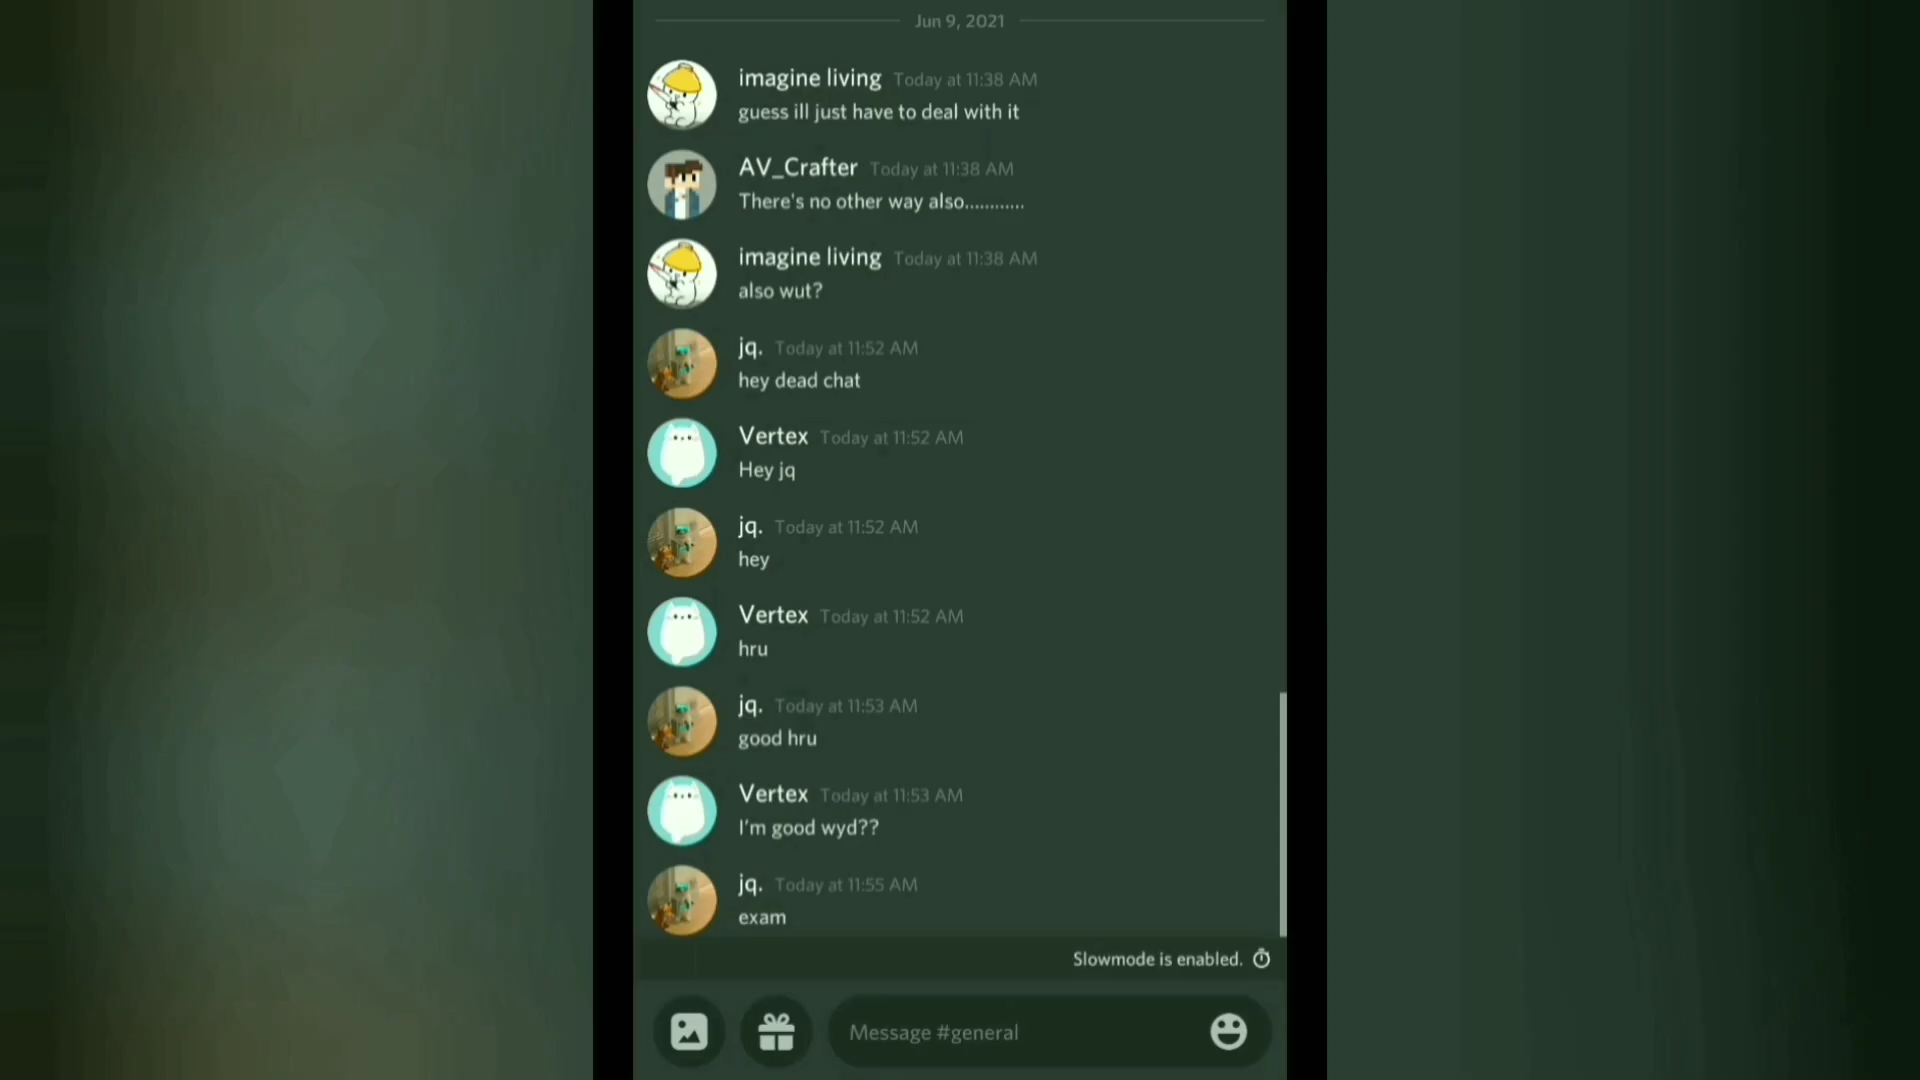 Jun 9, 2021
imagine living Today at 11:38 AM
guess ill just have to deal with it
AV_Crafter Today at 11:38 AM
There's no other way also............
imagine living Today at 11:38 AM
also wut?
jq. Today at 11:52 AM
hey dead chat
Vertex Today at 11:52 AM
Hey jq
jq. Today at 11:52 AM
hey
Vertex Today at 11:52 AM
hru
jq. Today at 11:53 AM
good hru
Vertex Today at 11:53 AM
I'm good wyd??
jq. Today at 11:55 AM
exam
Slowmode is enabled.
Message #general